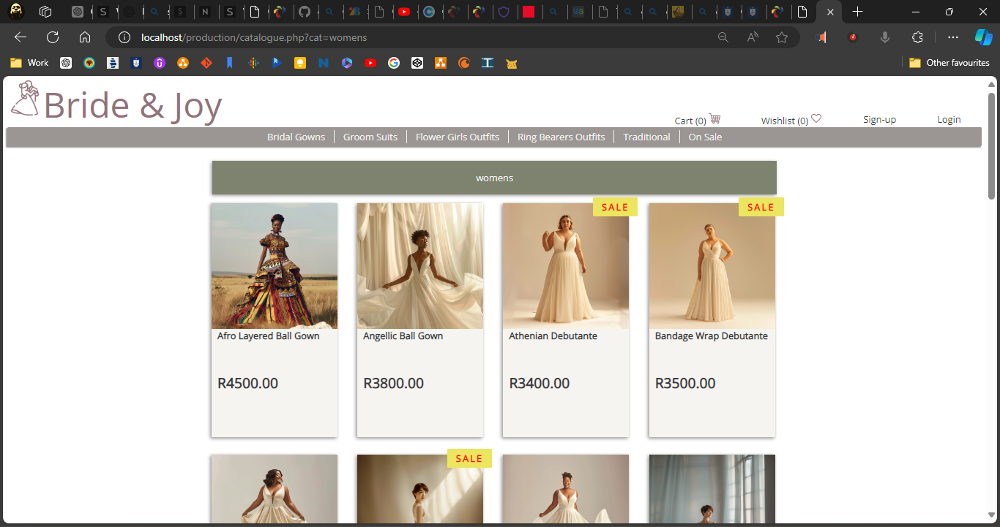 localhost/production/catalogue.php?cat=womens
Work
Other favourites
Bride & Joy
Cart (0) Wishlist (0) Sign-up Login
Bridal Gowns Groom Suits Flower Girls Outfits Ring Bearers Outfits Traditional On Sale
womens
SALE SALE
Afro Layered Ball Gown Angellic Ball Gown Athenian Debutante Bandage Wrap Debutante
R4500.00 R3800.00 R3400.00 R3500.00
SALE